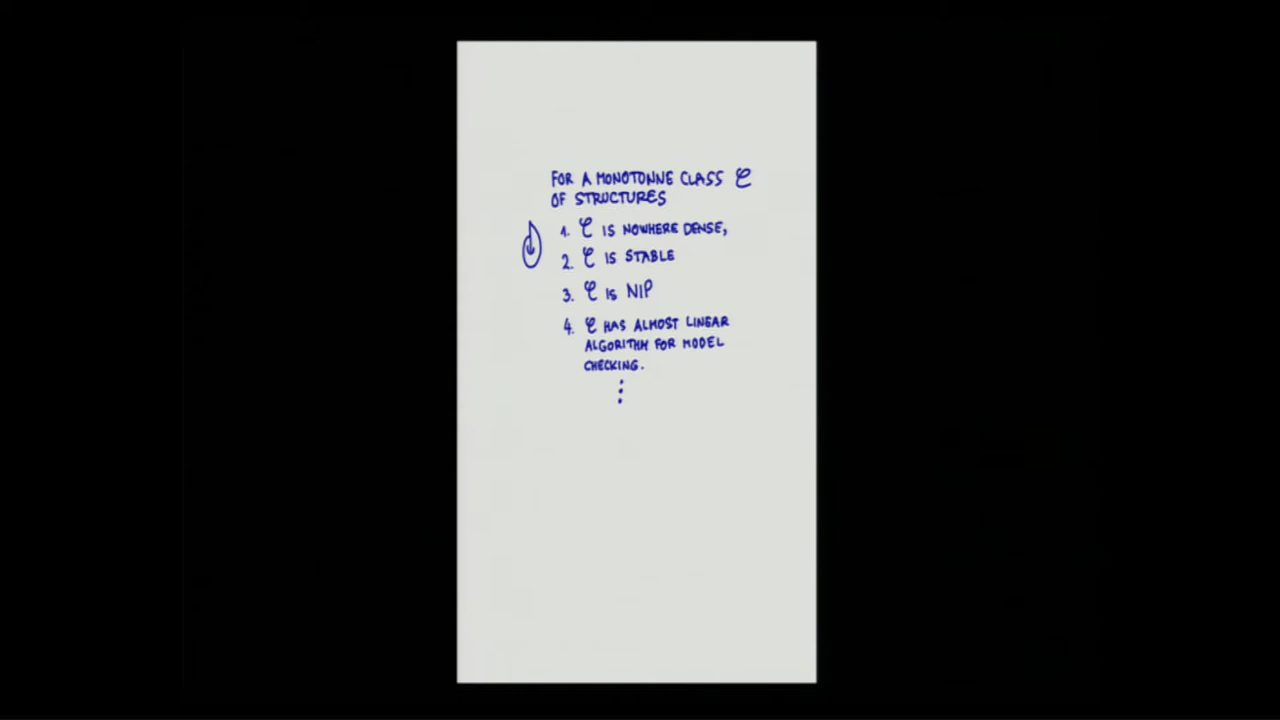 FOR A MONOTONNE CLASS 𝒞
OF STRUCTURES
1. 𝒞 IS NOWHERE DENSE,
2. 𝒞 IS STABLE
3. 𝒞 IS NIP
4. 𝒞 HAS ALMOST LINEAR
ALGORITHM FOR MODEL
CHECKING.
⋮